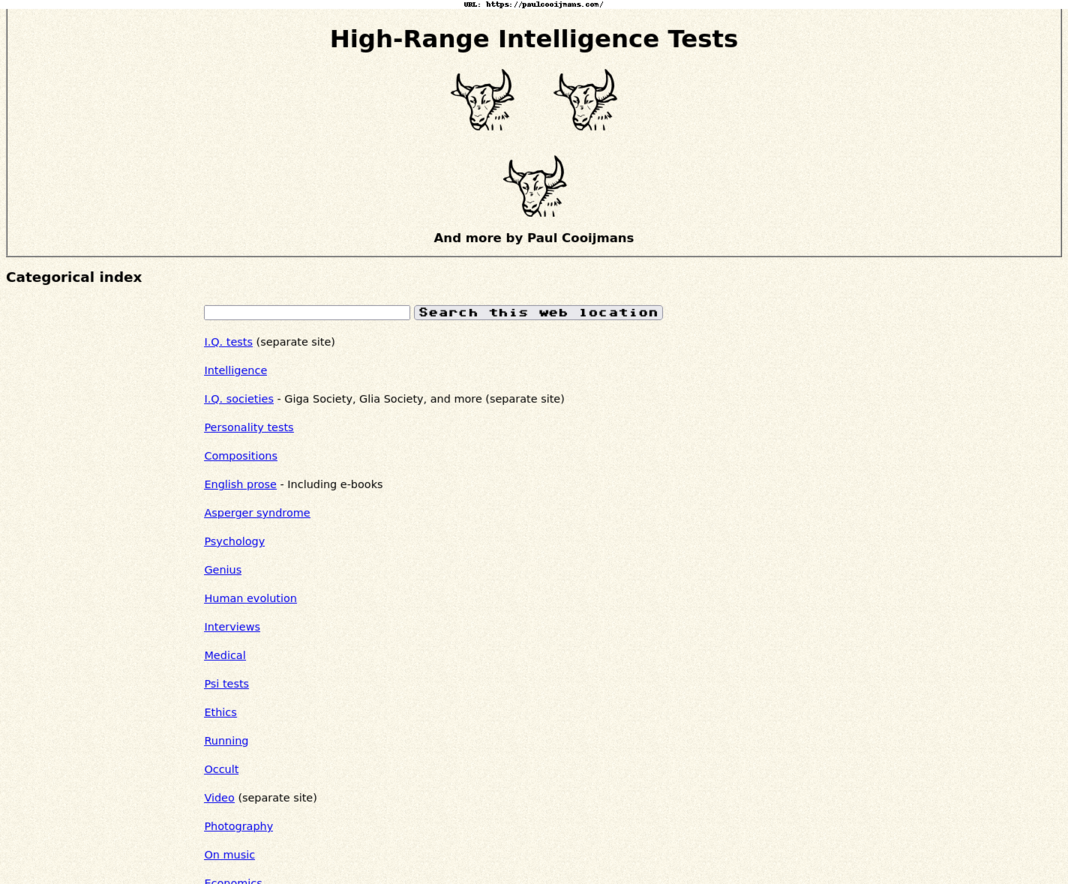 URL: https://paulcooijmans.com/
High-Range Intelligence Tests
And more by Paul Cooijmans
Categorical index
Search this web location
I.Q. tests (separate site)
Intelligence
I.Q. societies - Giga Society, Glia Society, and more (separate site)
Personality tests
Compositions
English prose - Including e-books
Asperger syndrome
Psychology
Genius
Human evolution
Interviews
Medical
Psi tests
Ethics
Running
Occult
Video (separate site)
Photography
On music
Economics